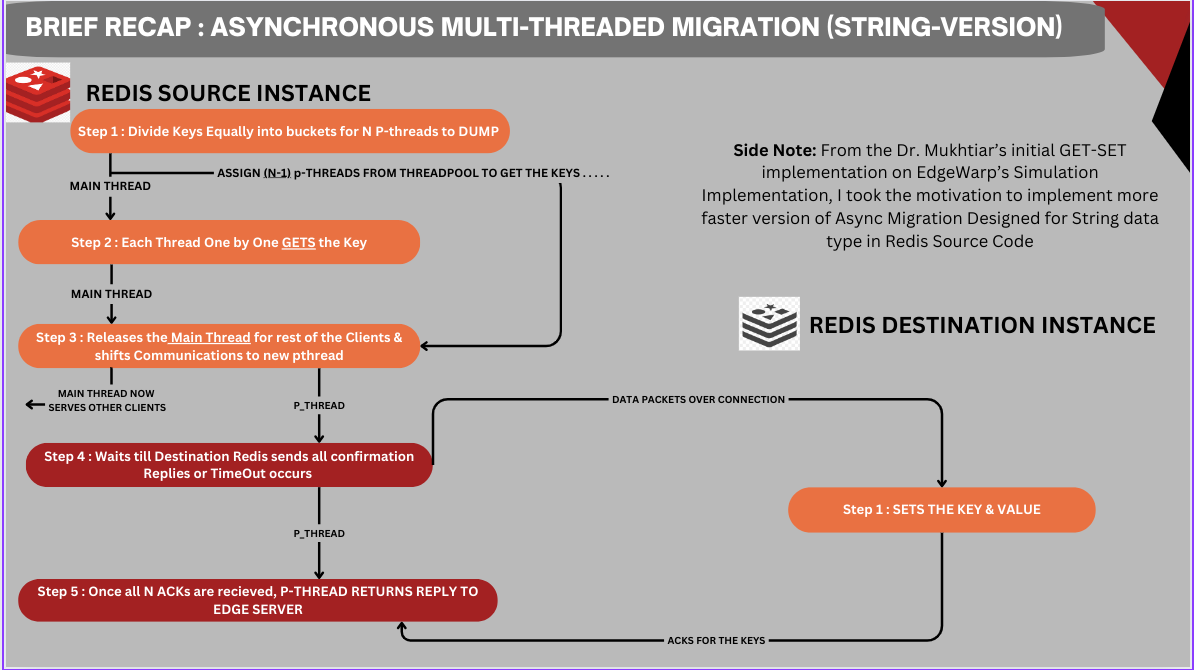 BRIEF RECAP : ASYNCHRONOUS MULTI-THREADED MIGRATION (STRING-VERSION)
REDIS SOURCE INSTANCE
Step 1 : Divide Keys Equally into buckets for N P-threads to DUMP
ASSIGN (N-1) p-THREADS FROM THREADPOOL TO GET THE KEYS . . . . .
MAIN THREAD
Step 2 : Each Thread One by One GETS the Key
MAIN THREAD
Step 3 : Releases the Main Thread for rest of the Clients &
shifts Communications to new pthread
MAIN THREAD NOW
SERVES OTHER CLIENTS
P_THREAD
Step 4 : Waits till Destination Redis sends all confirmation
Replies or TimeOut occurs
P_THREAD
Step 5 : Once all N ACKs are recieved, P-THREAD RETURNS REPLY TO
EDGE SERVER
Side Note: From the Dr. Mukhtiar’s initial GET-SET
implementation on EdgeWarp’s Simulation
Implementation, I took the motivation to implement more
faster version of Async Migration Designed for String data
type in Redis Source Code
REDIS DESTINATION INSTANCE
DATA PACKETS OVER CONNECTION
Step 1 : SETS THE KEY & VALUE
ACKS FOR THE KEYS